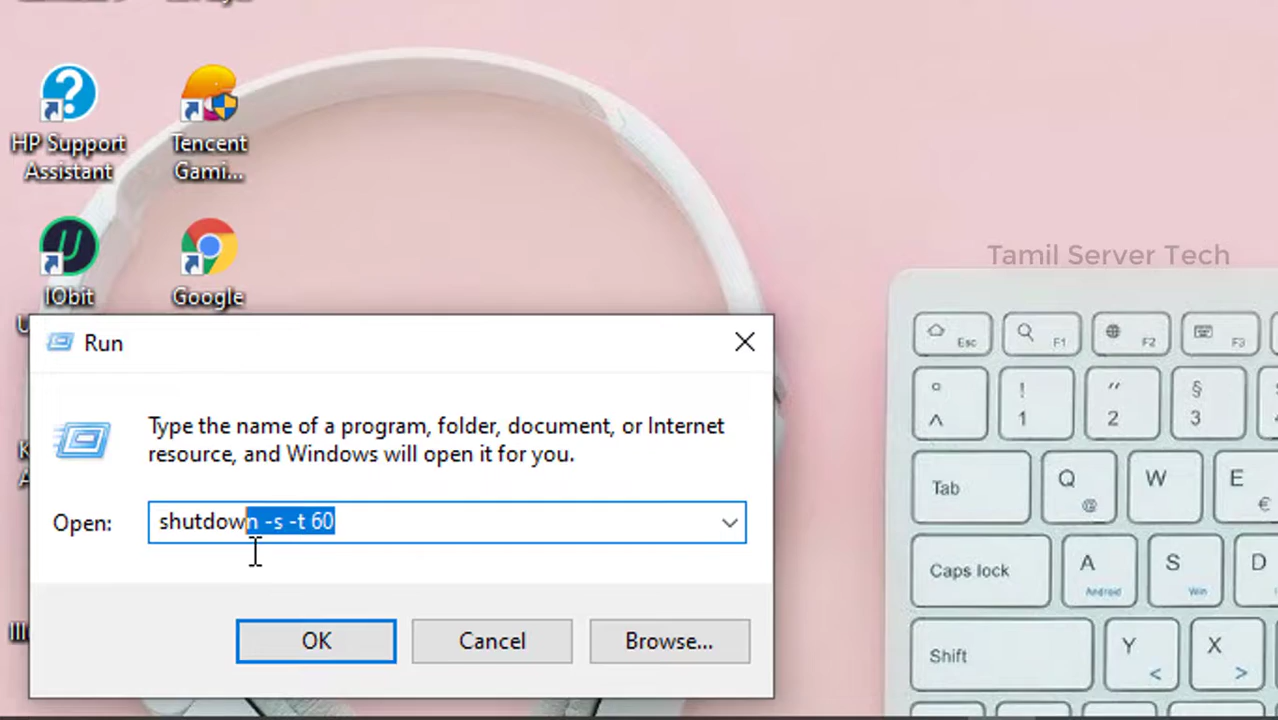 HP Support
Assistant
Tencent
Gami...
IObit
Google
Tamil Server Tech
Run
Type the name of a program, folder, document, or Internet
resource, and Windows will open it for you.
Open:
shutdown -s -t 60
OK
Cancel
Browse...
Esc
F1
F2
F3
°
^
!
1
"
2
§
3
Tab
Q
@
W
E
€
Caps lock
A
Android
S
Win
D
Shift
Y
<
X
>